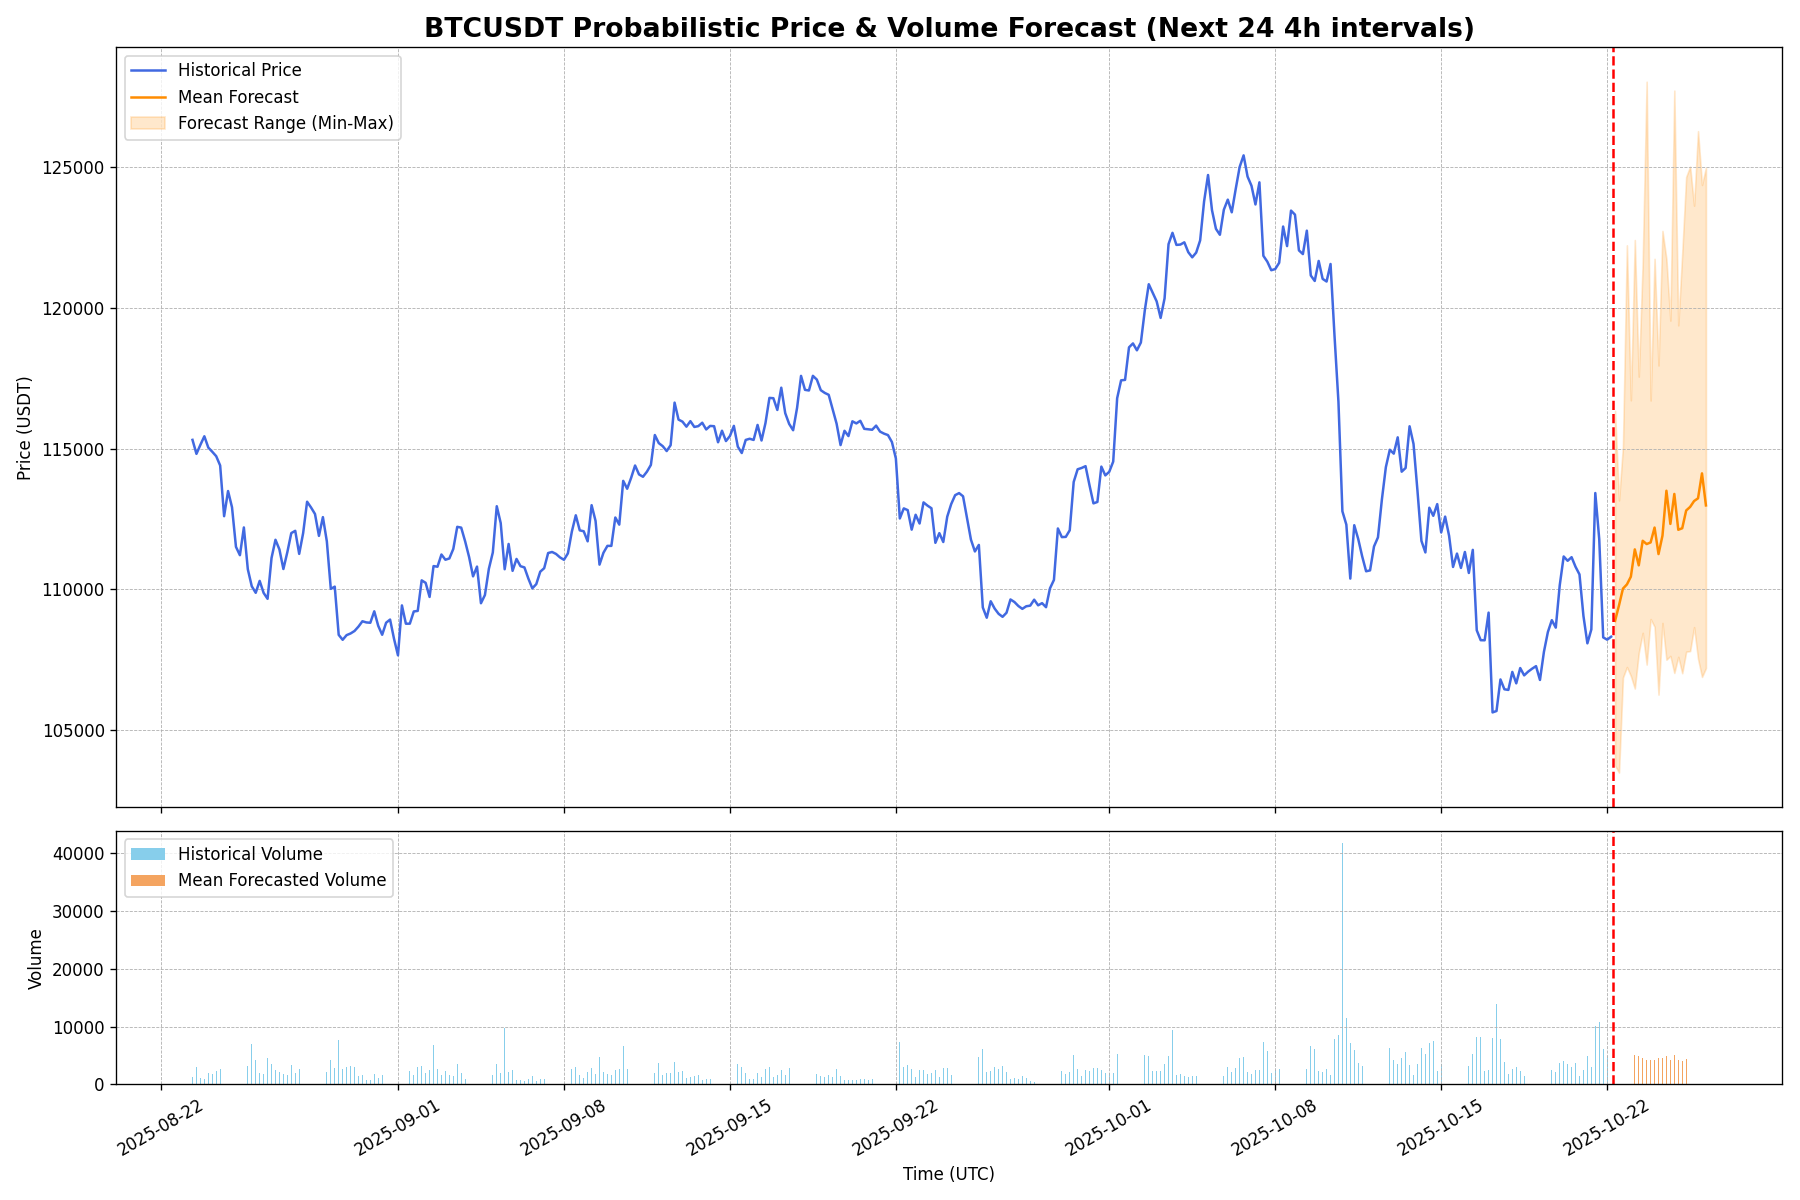 BTCUSDT Probabilistic Price & Volume Forecast (Next 24 4h intervals)
Historical Price
Mean Forecast
Forecast Range (Min-Max)
125000
120000
115000
110000
105000
Price (USDT)
Historical Volume
Mean Forecasted Volume
40000
30000
20000
10000
0
Volume
2025-08-22
2025-09-01
2025-09-08
2025-09-15
2025-09-22
2025-10-01
2025-10-08
2025-10-15
2025-10-22
Time (UTC)